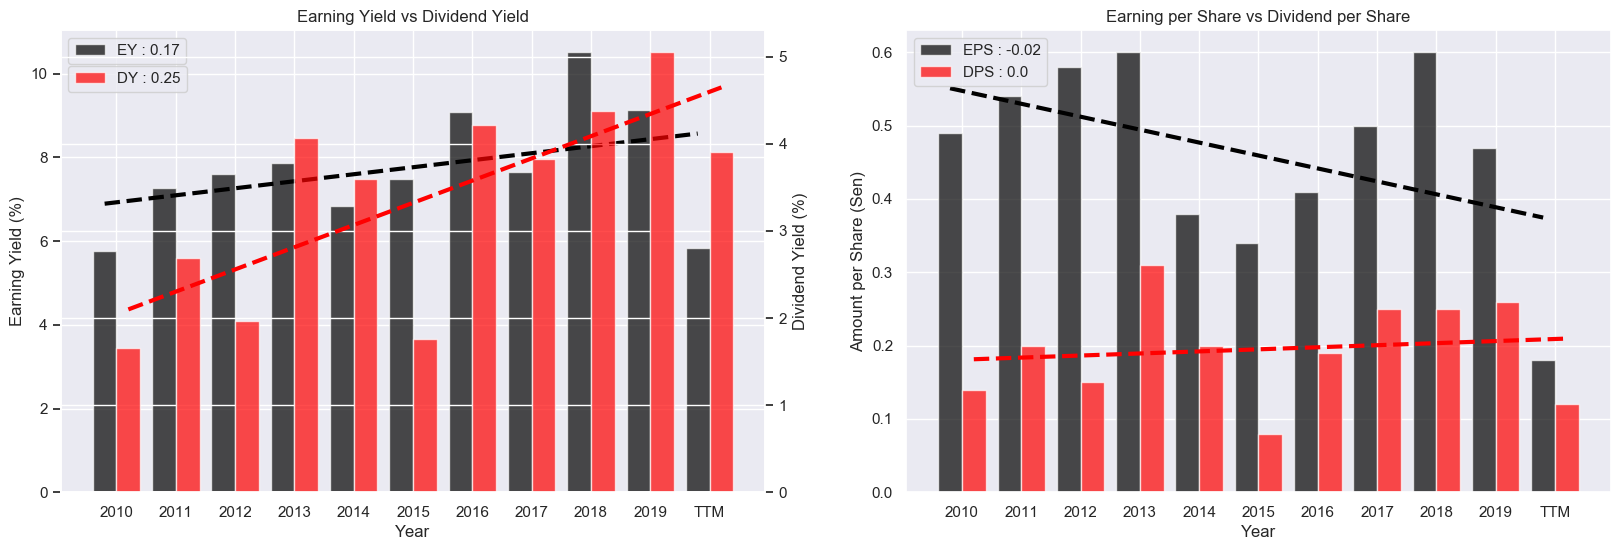 Earning Yield vs Dividend Yield
EY : 0.17
DY : 0.25
Earning Yield (%)
10
8
6
4
2
0
5
4
3
2
1
0
Dividend Yield (%)
2010 2011 2012 2013 2014 2015 2016 2017 2018 2019 TTM
Year
Earning per Share vs Dividend per Share
EPS : -0.02
DPS : 0.0
Amount per Share (Sen)
0.6
0.5
0.4
0.3
0.2
0.1
0.0
2010 2011 2012 2013 2014 2015 2016 2017 2018 2019 TTM
Year